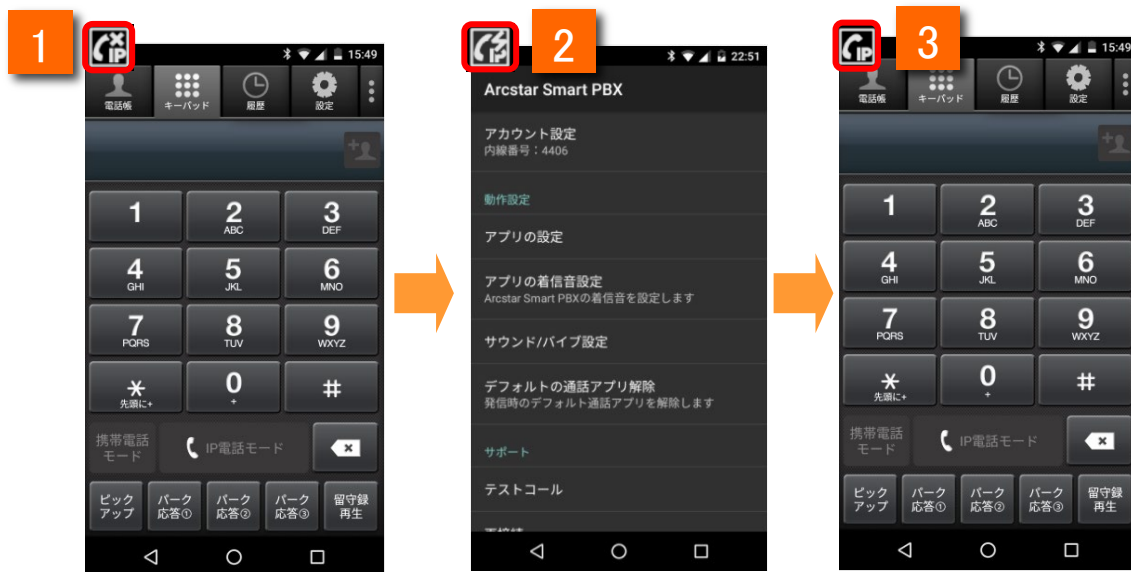 1
IP
15:49
電話帳
キーパッド
履歴
設定
1
2
ABC
3
DEF
4
GHI
5
JKL
6
MNO
7
PQRS
8
TUV
9
WXYZ
*
先頭に+
0
+
#
携帯電話
モード
IP電話モード
ピック
アップ
パーク
応答①
パーク
応答②
パーク
応答③
留守録
再生
2
IP
22:51
Arcstar Smart PBX
アカウント設定
内線番号:4406
動作設定
アプリの設定
アプリの着信音設定
Arcstar Smart PBXの着信音を設定します
サウンド/バイブ設定
デフォルトの通話アプリ解除
発信時のデフォルト通話アプリを解除します
サポート
テストコール
3
IP
15:49
電話帳
キーパッド
履歴
設定
1
2
ABC
3
DEF
4
GHI
5
JKL
6
MNO
7
PQRS
8
TUV
9
WXYZ
*
先頭に+
0
+
#
携帯電話
モード
IP電話モード
ピック
アップ
パーク
応答①
パーク
応答②
パーク
応答③
留守録
再生